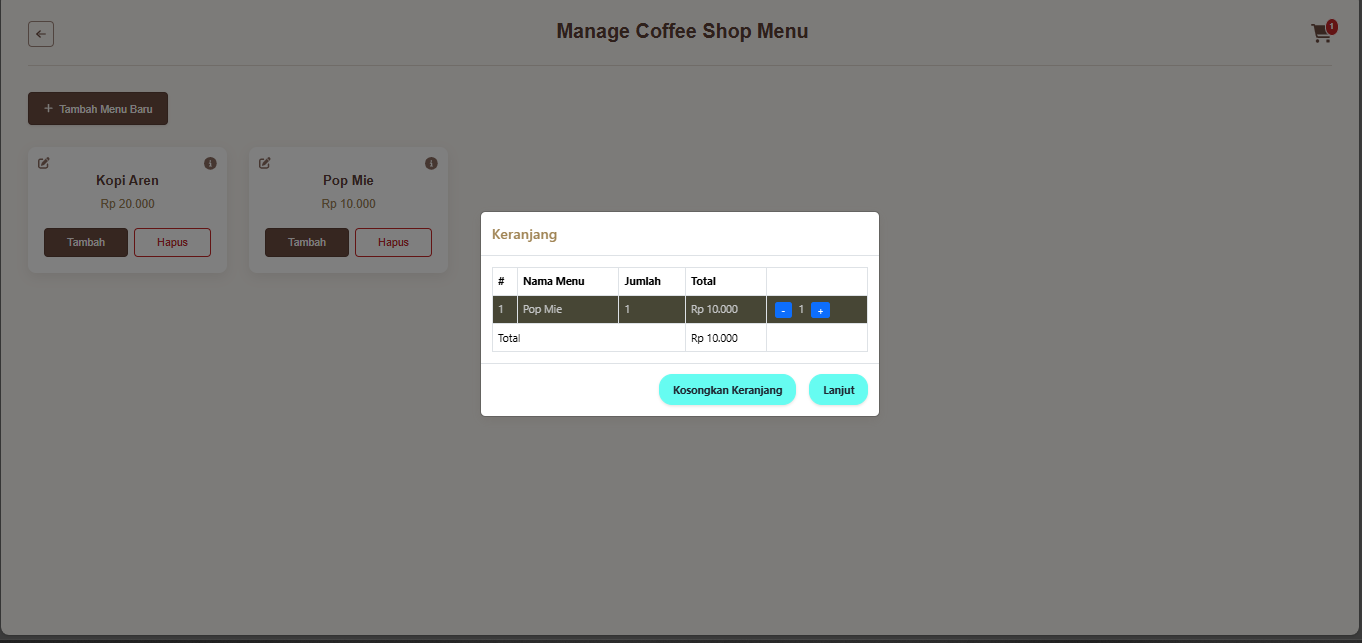 Manage Coffee Shop Menu
1
+ Tambah Menu Baru
Kopi Aren
Rp 20.000
Tambah Hapus
Pop Mie
Rp 10.000
Tambah Hapus
Keranjang
# Nama Menu Jumlah Total
1 Pop Mie 1 Rp 10.000 - 1 +
Total Rp 10.000
Kosongkan Keranjang Lanjut